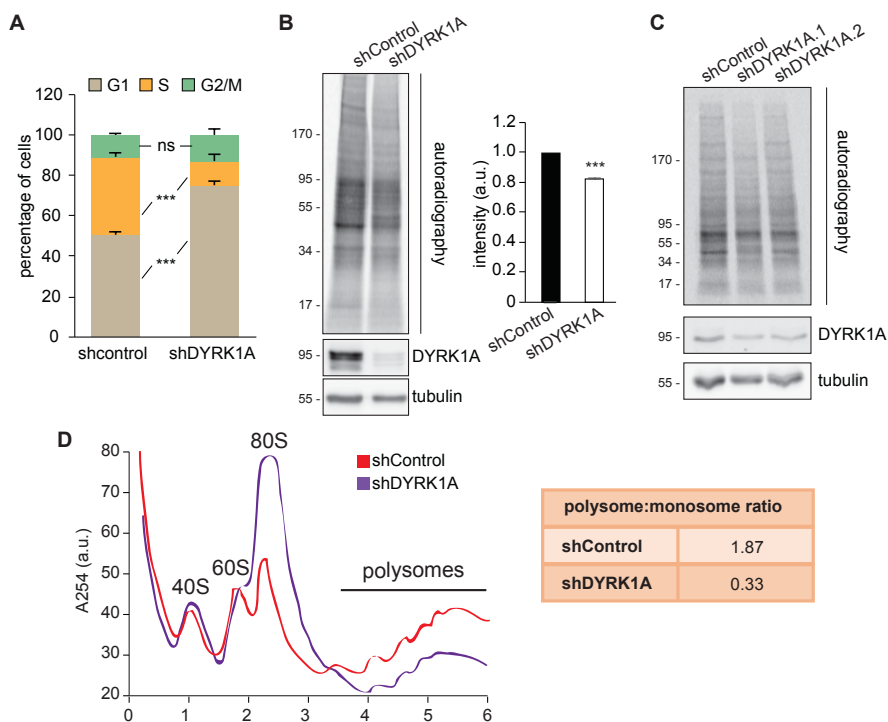 A
G1 S G2/M
percentage of cells
120
100
80
60
40
20
0
ns
***
***
shcontrol
shDYRK1A
B
shControl
shDYRK1A
170 -
95 -
55 -
34 -
17 -
autoradiography
95 -
DYRK1A
55 -
tubulin
intensity (a.u.)
1.0
0.8
0.6
0.4
0.2
0
***
shControl
shDYRK1A
C
shControl
shDYRK1A.1
shDYRK1A.2
170 -
95 -
55 -
34 -
17 -
autoradiography
95 -
DYRK1A
55 -
tubulin
D
A254 (a.u.)
80
70
60
50
40
30
20
0 1 2 3 4 5 6
40S
60S
80S
shControl
shDYRK1A
polysomes
polysome:monosome ratio
shControl 1.87
shDYRK1A 0.33